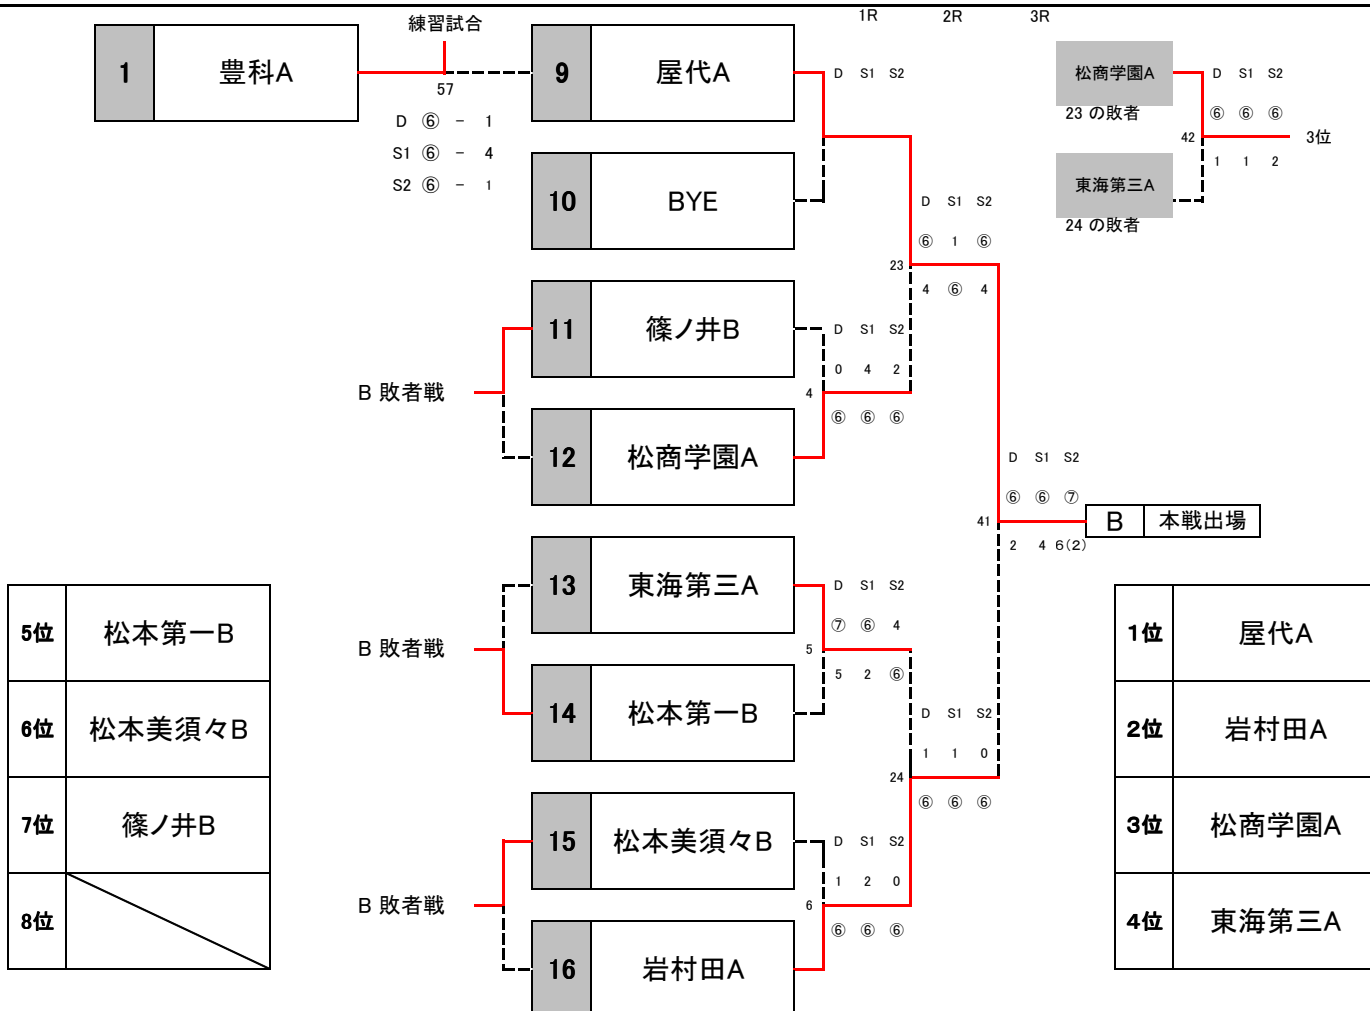 1R 2R 3R
練習試合
1 豊科A
57
D ⑥ - 1
S1 ⑥ - 4
S2 ⑥ - 1
9 屋代A
D S1 S2
10 BYE
松商学園A
23 の敗者
東海第三A
24 の敗者
D S1 S2
⑥ ⑥ ⑥
42
3位
1 1 2
D S1 S2
⑥ 1 ⑥
23
4 ⑥ 4
B 敗者戦
11 篠ノ井B
12 松商学園A
D S1 S2
0 4 2
4
⑥ ⑥ ⑥
D S1 S2
⑥ ⑥ ⑦
41
2 4 6(2)
B 本戦出場
B 敗者戦
13 東海第三A
14 松本第一B
D S1 S2
⑦ ⑥ 4
5
5 2 ⑥
D S1 S2
1 1 0
24
⑥ ⑥ ⑥
B 敗者戦
15 松本美須々B
16 岩村田A
D S1 S2
1 2 0
6
⑥ ⑥ ⑥
5位 松本第一B
6位 松本美須々B
7位 篠ノ井B
8位
1位 屋代A
2位 岩村田A
3位 松商学園A
4位 東海第三A